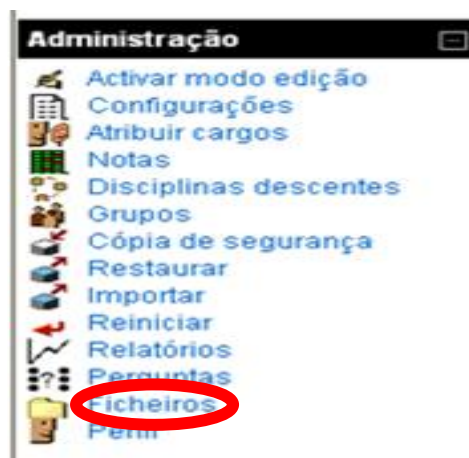 Administração
Activar modo edição
Configurações
Atribuir cargos
Notas
Disciplinas descentes
Grupos
Cópia de segurança
Restaurar
Importar
Reiniciar
Relatórios
Perguntas
Ficheiros
Perfil